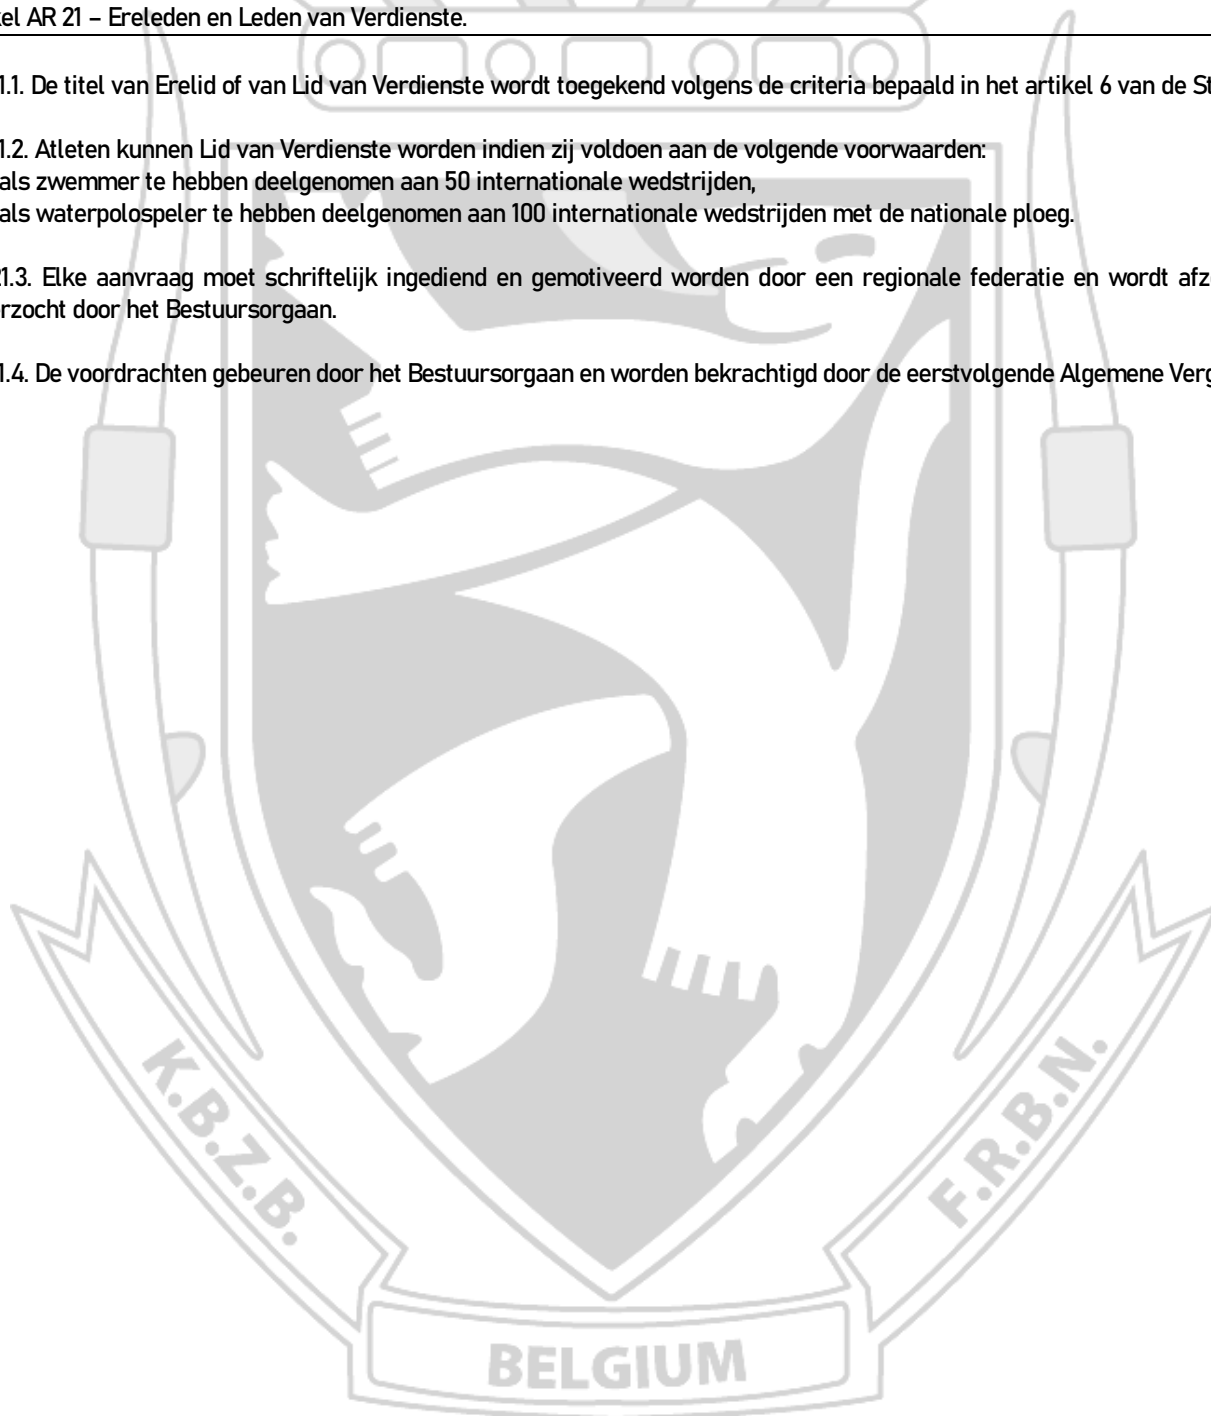 kel AR 21 – Ereleden en Leden van Verdienste.
1.1. De titel van Erelid of van Lid van Verdienste wordt toegekend volgens de criteria bepaald in het artikel 6 van de St
1.2. Atleten kunnen Lid van Verdienste worden indien zij voldoen aan de volgende voorwaarden:
als zwemmer te hebben deelgenomen aan 50 internationale wedstrijden,
als waterpolospeler te hebben deelgenomen aan 100 internationale wedstrijden met de nationale ploeg.
21.3. Elke aanvraag moet schriftelijk ingediend en gemotiveerd worden door een regionale federatie en wordt afz
rzocht door het Bestuursorgaan.
1.4. De voordrachten gebeuren door het Bestuursorgaan en worden bekrachtigd door de eerstvolgende Algemene Verg
K.B.Z.B.
F.R.B.N.
BELGIUM